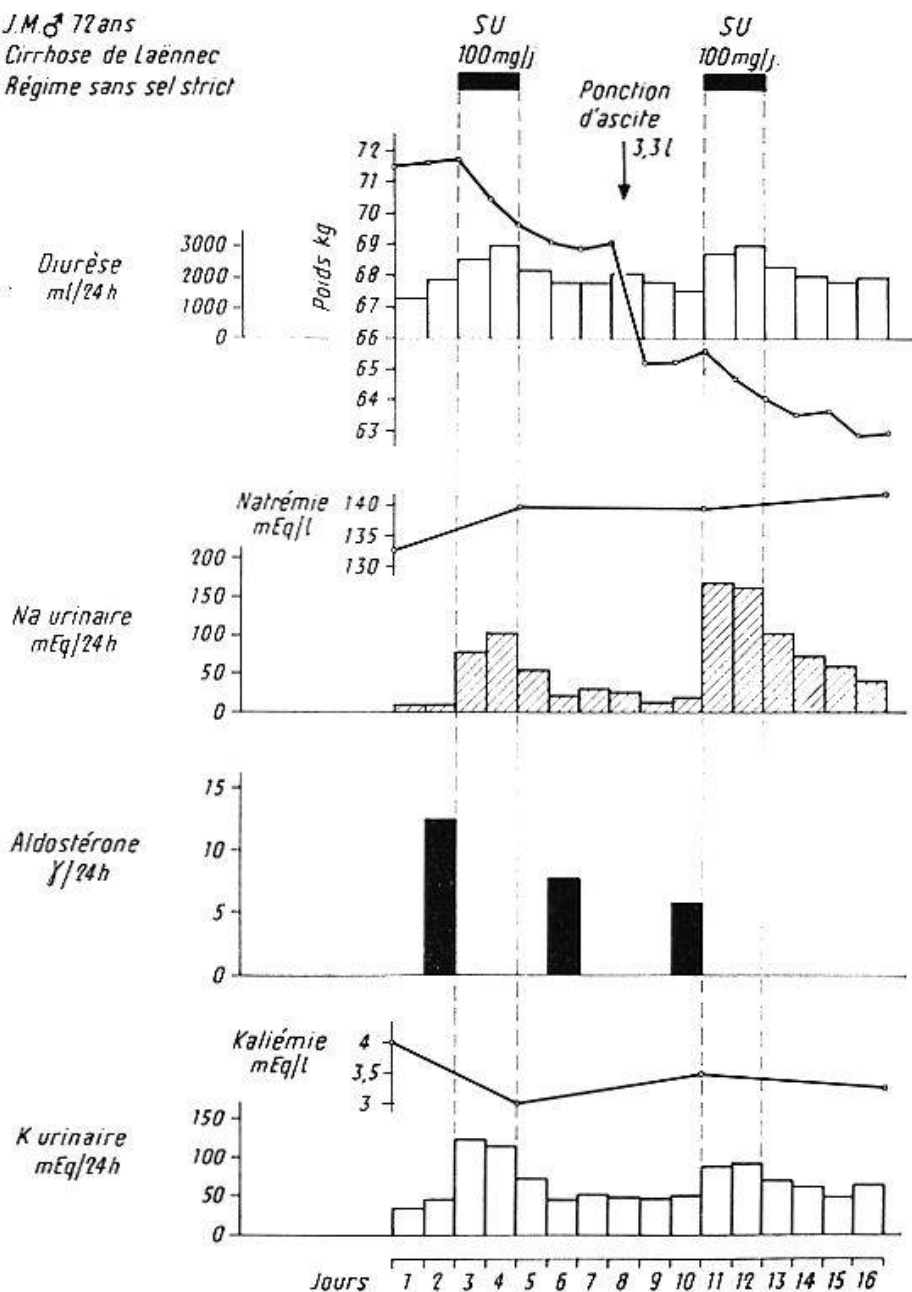 J.M.♂ 72 ans
Cirrhose de Laënnec
Régime sans sel strict
SU
100 mg/j
SU
100 mg/j.
Ponction
d'ascite
3,3 l
Poids kg
72
71
70
69
68
67
66
65
64
63
Diurèse
ml/24 h
3000
2000
1000
0
Natrémie
mEq/l
140
135
130
Na urinaire
mEq/24h
200
150
100
50
0
Aldostérone
γ/24h
15
10
5
0
Kaliémie
mEq/l
4
3,5
3
K urinaire
mEq/24h
150
100
50
0
Jours 1 2 3 4 5 6 7 8 9 10 11 12 13 14 15 16